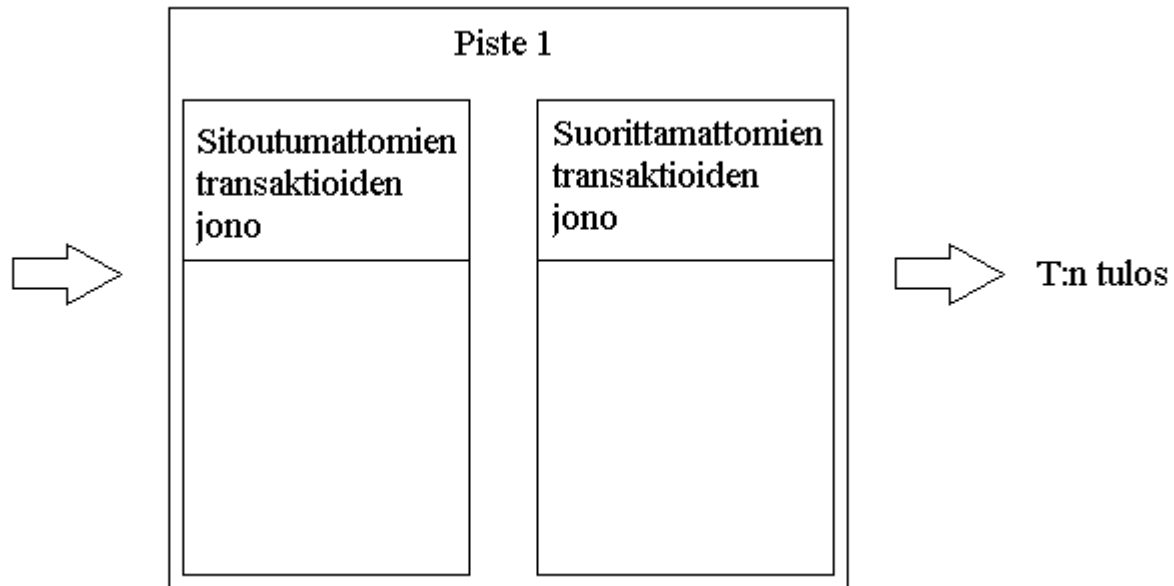 Piste 1
Sitoutumattomien
transaktioiden
jono
Suorittamattomien
transaktioiden
jono
T:n tulos